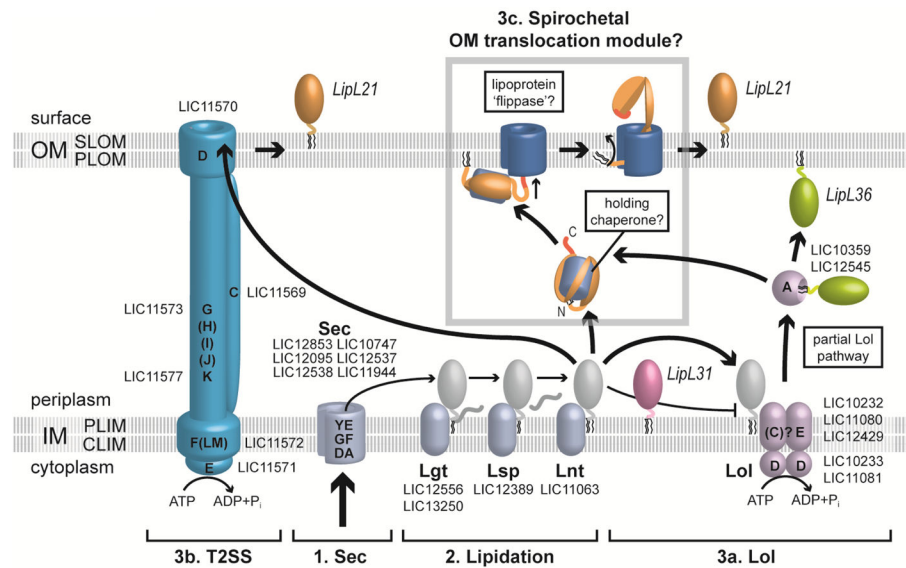 3c. Spirochetal
OM translocation module?
LIC11570
LipL21
lipoprotein
'flippase'?
LipL21
surface
OM
SLOM
PLOM
D
LipL36
holding
chaperone?
C
N
LIC10359
LIC12545
A
C
LIC11569
LIC11573
G
(H)
(I)
(J)
K
LIC11577
Sec
LIC12853 LIC10747
LIC12095 LIC12537
LIC12538 LIC11944
partial Lol
pathway
LipL31
periplasm
IM
PLIM
CLIM
cytoplasm
F(LM)
LIC11572
E
LIC11571
ATP
ADP+Pi
YE
GF
DA
Lgt
LIC12556
LIC13250
Lsp
LIC12389
Lnt
LIC11063
Lol
(C)? E
D D
LIC10232
LIC11080
LIC12429
LIC10233
LIC11081
ATP
ADP+Pi
3b. T2SS
1. Sec
2. Lipidation
3a. Lol